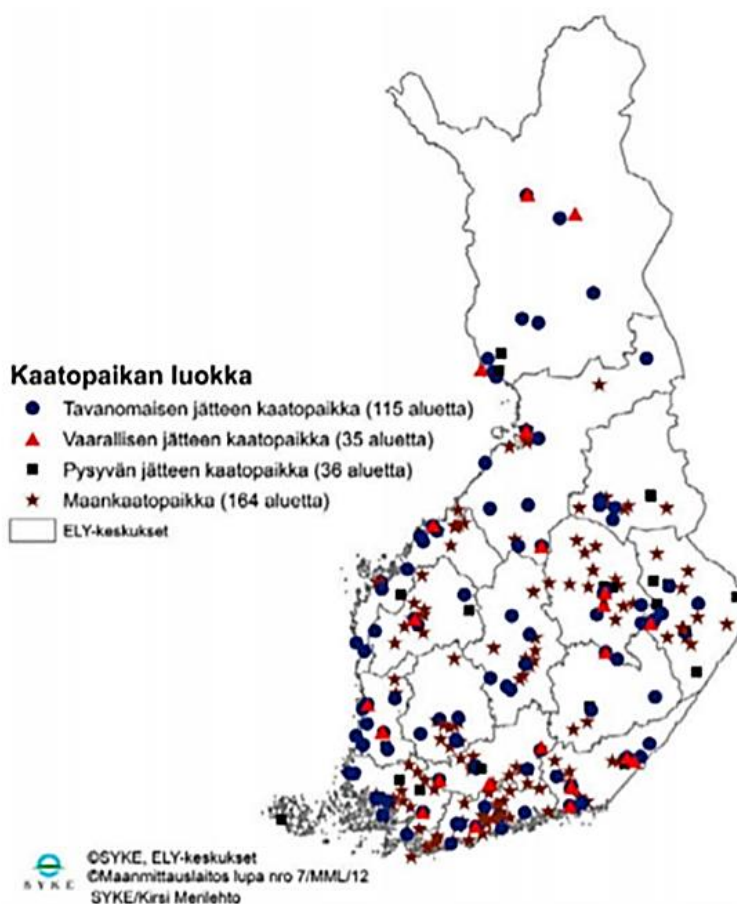 Kaatopaikan luokka
Tavanomaisen jätteen kaatopaikka (115 aluetta)
Vaarallisen jätteen kaatopaikka (35 aluetta)
Pysyvän jätteen kaatopaikka (36 aluetta)
Maankaatopaikka (164 aluetta)
ELY-keskukset
©SYKE, ELY-keskukset
©Maanmittauslaitos lupa nro 7/MML/12
SYKE/Kirsi Merilehto
SYKE